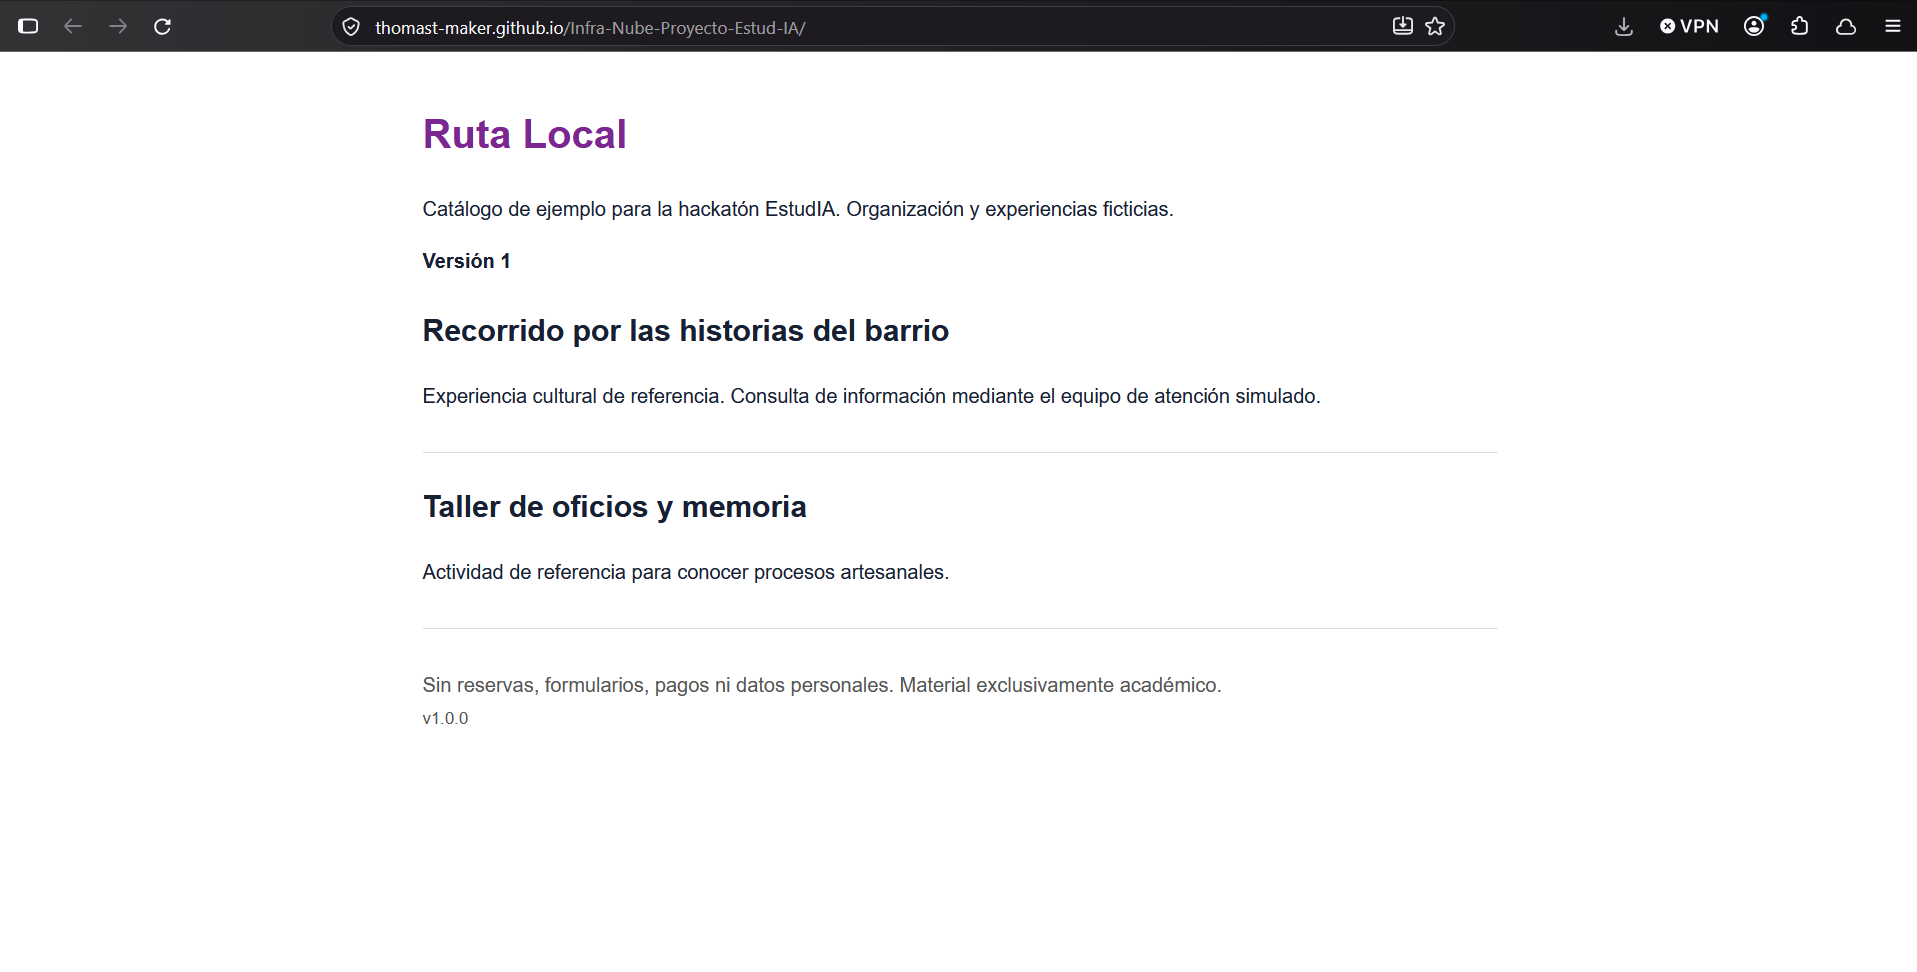 thomast-maker.github.io/Infra-Nube-Proyecto-Estud-IA/
VPN
Ruta Local
Catálogo de ejemplo para la hackatón EstudIA. Organización y experiencias ficticias.
Versión 1
Recorrido por las historias del barrio
Experiencia cultural de referencia. Consulta de información mediante el equipo de atención simulado.
Taller de oficios y memoria
Actividad de referencia para conocer procesos artesanales.
Sin reservas, formularios, pagos ni datos personales. Material exclusivamente académico.
v1.0.0